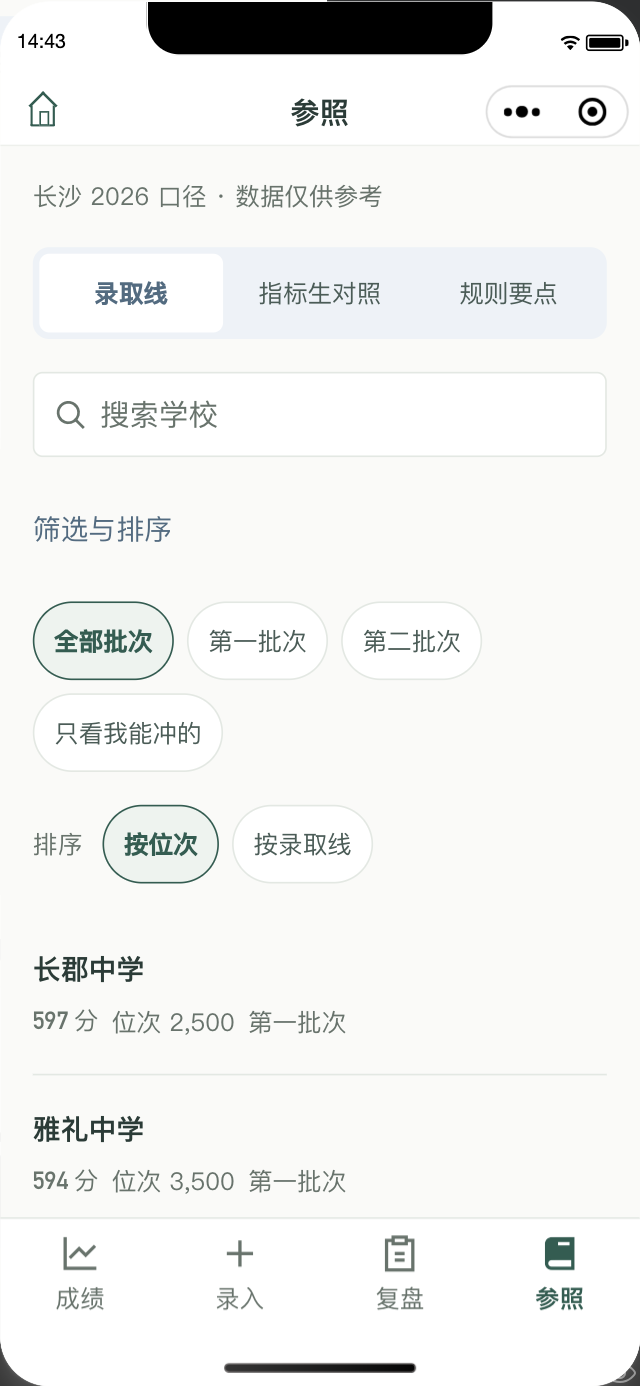 14:43
参照
长沙 2026 口径 · 数据仅供参考
录取线 指标生对照 规则要点
搜索学校
筛选与排序
全部批次 第一批次 第二批次
只看我能冲的
排序 按位次 按录取线
长郡中学
597 分 位次 2,500 第一批次
雅礼中学
594 分 位次 3,500 第一批次
成绩 录入 复盘 参照